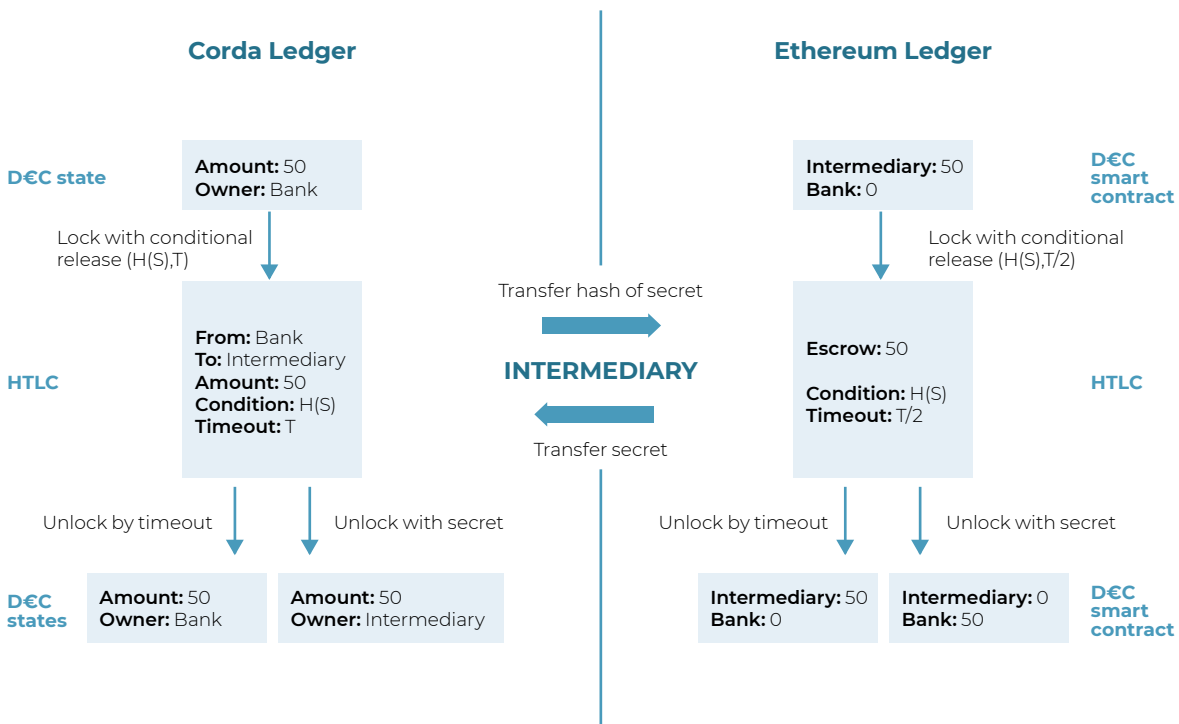 Corda Ledger
Ethereum Ledger
D€C state
Amount: 50
Owner: Bank
Intermediary: 50
Bank: 0
D€C
smart
contract
Lock with conditional
release (H(S),T)
Lock with conditional
release (H(S),T/2)
Transfer hash of secret
HTLC
From: Bank
To: Intermediary
Amount: 50
Condition: H(S)
Timeout: T
INTERMEDIARY
Escrow: 50
Condition: H(S)
Timeout: T/2
HTLC
Transfer secret
Unlock by timeout
Unlock with secret
Unlock by timeout
Unlock with secret
D€C
states
Amount: 50
Owner: Bank
Amount: 50
Owner: Intermediary
Intermediary: 50
Bank: 0
Intermediary: 0
Bank: 50
D€C
smart
contract